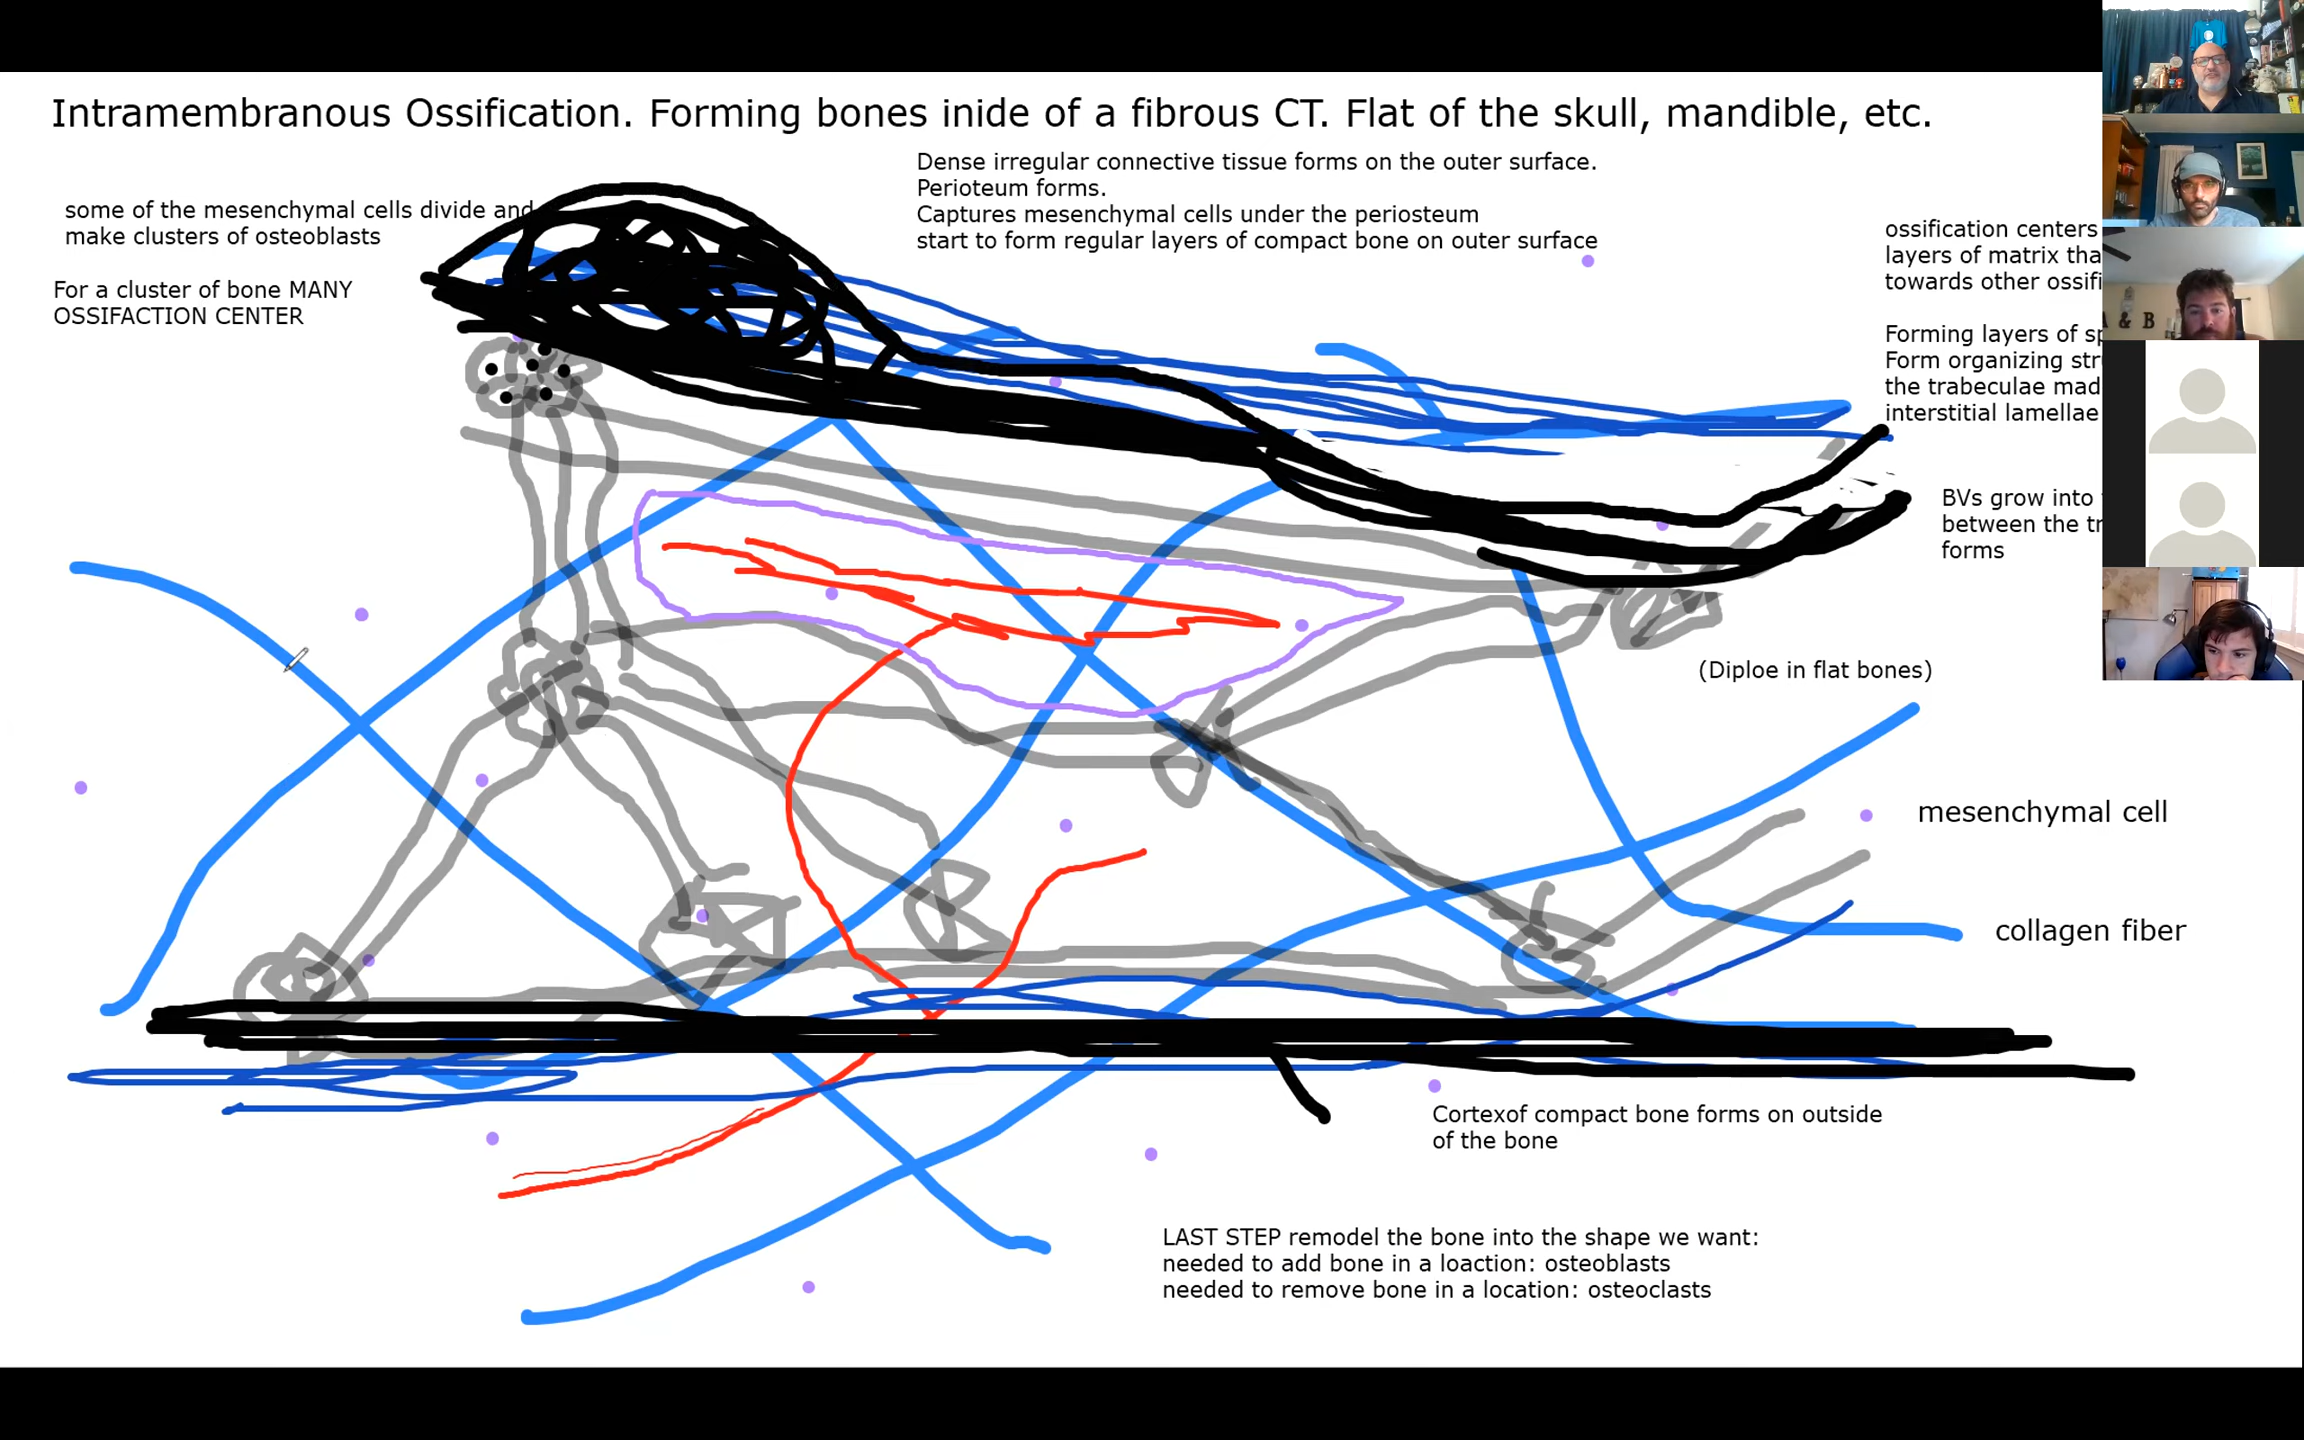 Intramembranous Ossification. Forming bones inide of a fibrous CT. Flat of the skull, mandible, etc.
some of the mesenchymal cells divide and
make clusters of osteoblasts
For a cluster of bone MANY
OSSIFACTION CENTER
Dense irregular connective tissue forms on the outer surface.
Perioteum forms.
Captures mesenchymal cells under the periosteum
start to form regular layers of compact bone on outer surface
ossification centers
layers of matrix
towards other
Forming layers of
Form organizing
the trabeculae
interstitial lamellae
BVs grow into
between the
forms
& B
(Diploe in flat bones)
mesenchymal cell
collagen fiber
Cortexof compact bone forms on outside
of the bone
LAST STEP remodel the bone into the shape we want:
needed to add bone in a loaction: osteoblasts
needed to remove bone in a location: osteoclasts